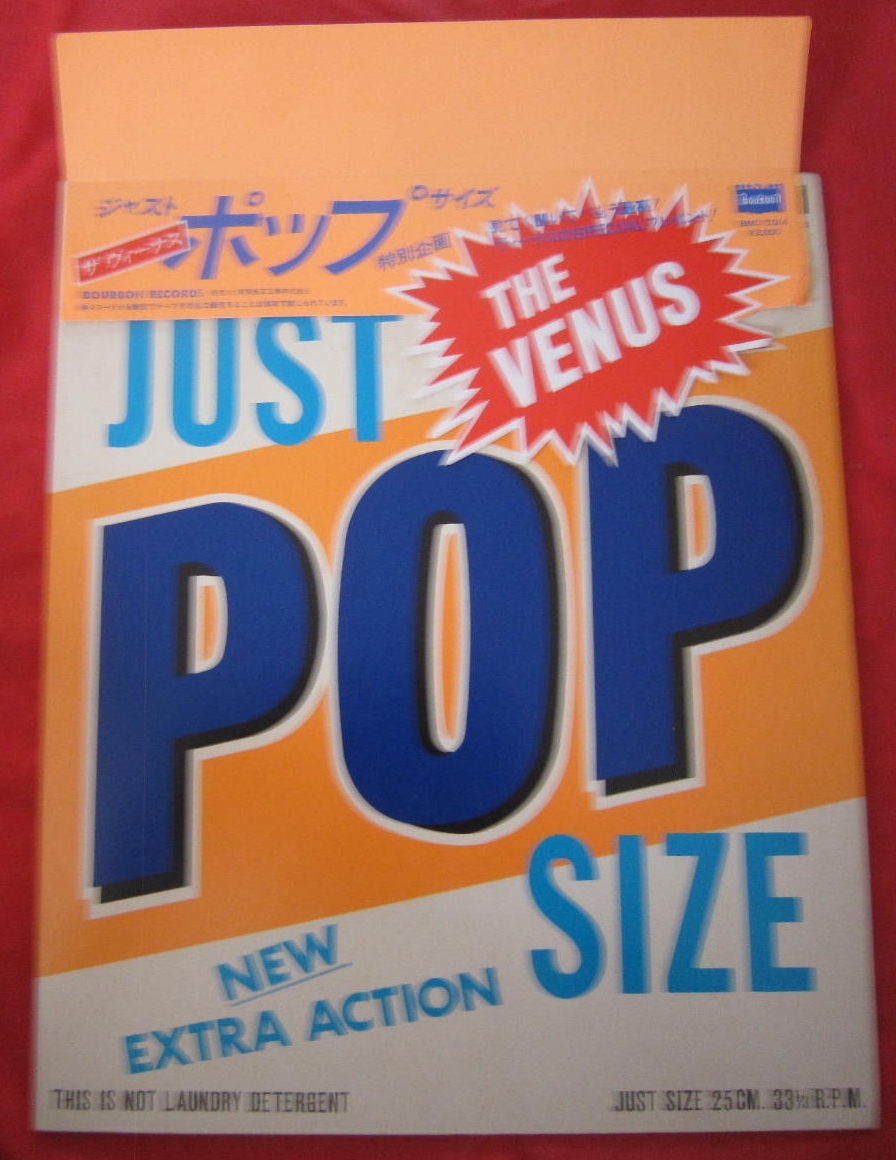 ジャスト
ポップ
サイズ
ザ・ヴィーナス
特別企画
Bourbon
BOURBON RECORDS
THE
VENUS
JUST
POP
SIZE
NEW
EXTRA ACTION
THIS IS NOT LAUNDRY DETERGENT
JUST SIZE 25CM. 33⅓ R.P.M.